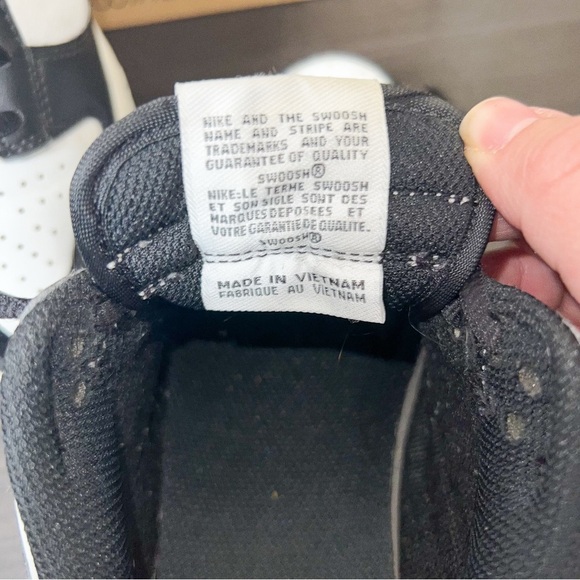 NIKE AND THE SWOOSH
NAME AND STRIPE ARE
TRADEMARKS AND YOUR
GUARANTEE OF QUALITY
SWOOSH®
NIKE:LE TERME SWOOSH
ET SON SIGLE SONT DES
MARQUES DEPOSEES ET
VOTRE GARANTIE DE QUALITE.
SWOOSH®
MADE IN VIETNAM
FABRIQUE AU VIETNAM